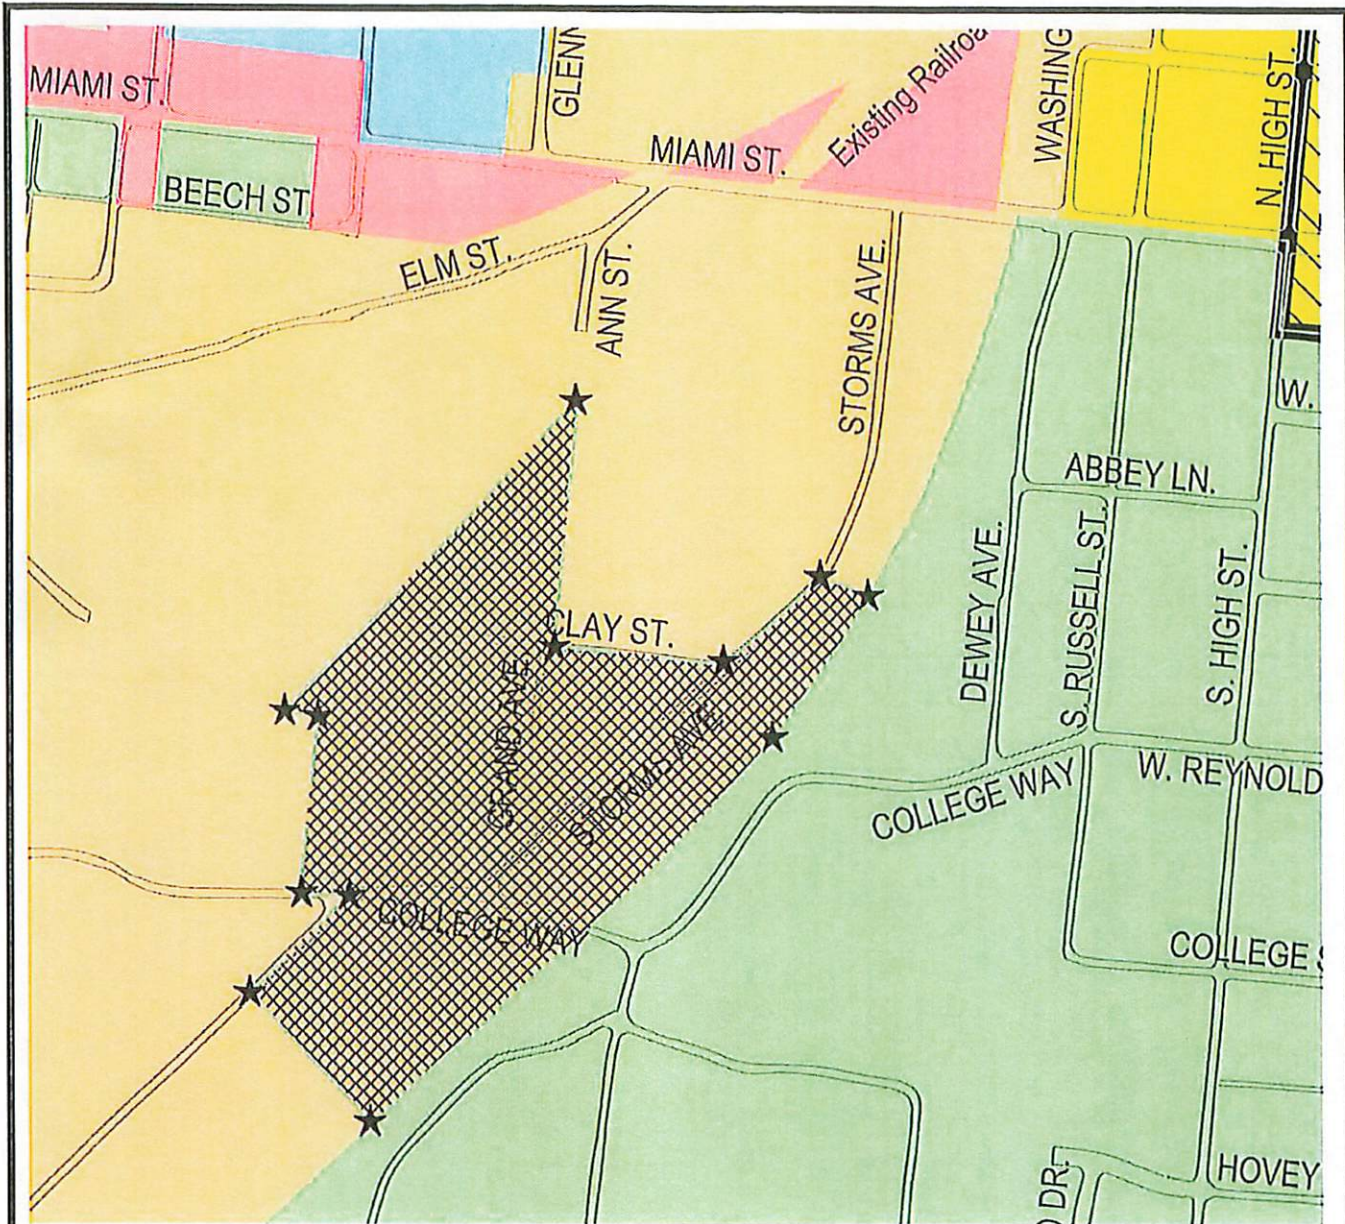 GLENN
Existing Railroa
WASHING
N. HIGH ST.
MIAMI ST.
MIAMI ST.
BEECH ST
ELM ST.
ANN ST.
STORMS AVE.
W.
ABBEY LN.
DEWEY AVE.
S. RUSSELL ST.
S. HIGH ST.
CLAY ST.
GRAND AVE.
STORMS AVE.
COLLEGE WAY
W. REYNOLD
COLLEGE WAY
COLLEGE S
HOVEY
O DR.